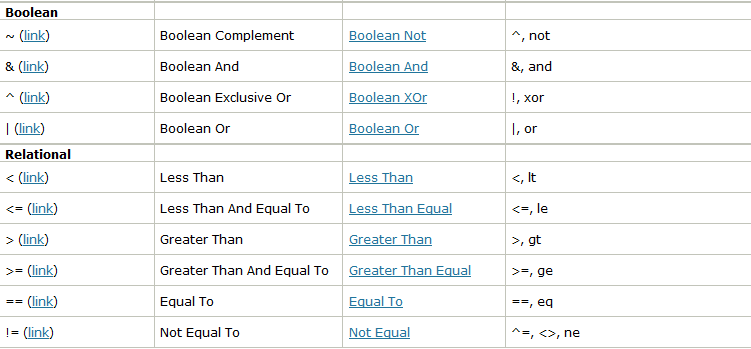 Boolean
~ (link) Boolean Complement Boolean Not ^, not
& (link) Boolean And Boolean And &, and
^ (link) Boolean Exclusive Or Boolean XOr !, xor
| (link) Boolean Or Boolean Or |, or
Relational
< (link) Less Than Less Than <, lt
<= (link) Less Than And Equal To Less Than Equal <=, le
> (link) Greater Than Greater Than >, gt
>= (link) Greater Than And Equal To Greater Than Equal >=, ge
== (link) Equal To Equal To ==, eq
!= (link) Not Equal To Not Equal ^=, <>, ne